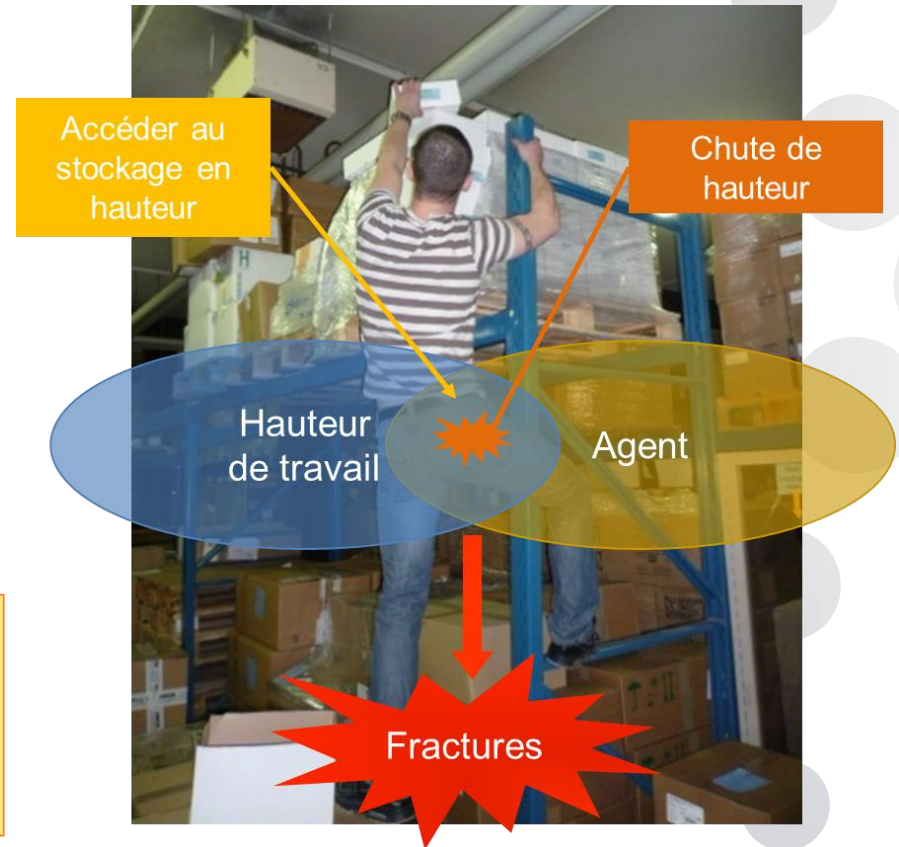 Accéder au
stockage en
hauteur
Chute de
hauteur
Hauteur
de travail
Agent
Fractures